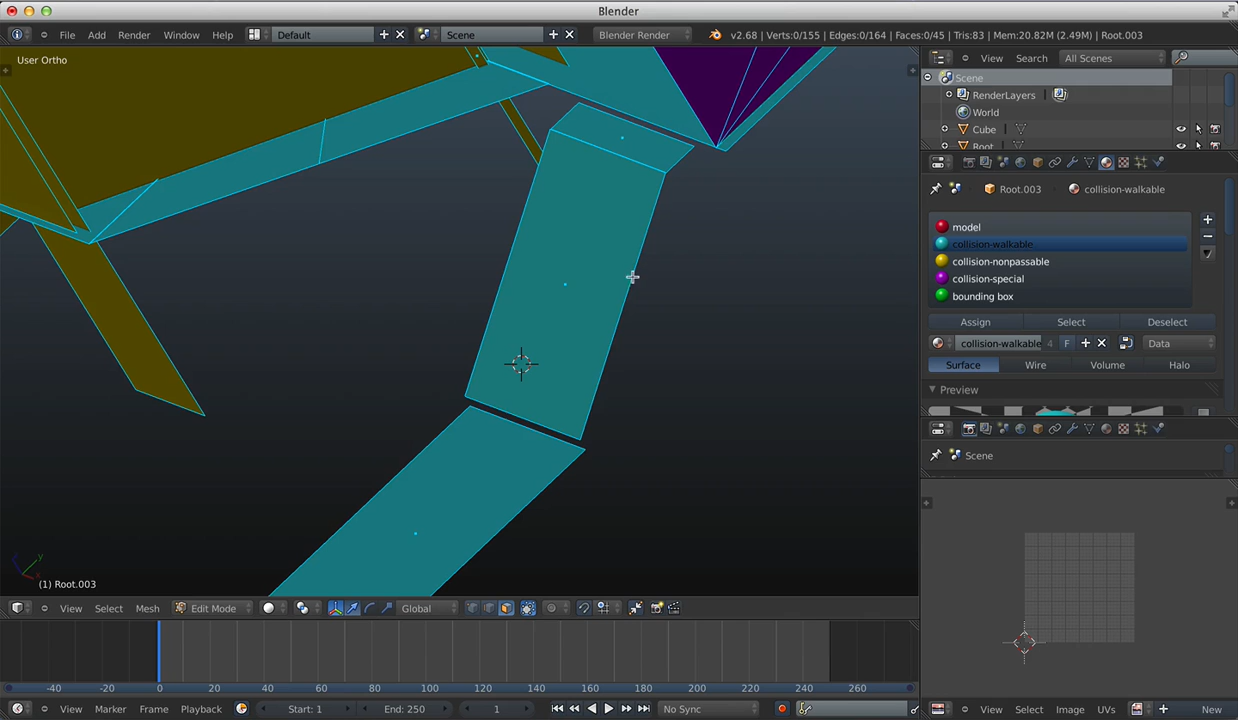 Blender
File Add Render Window Help Default Scene Blender Render v2.68 | Verts:0/155 | Edges:0/164 | Faces:0/45 | Tris:83 | Mem:20.82M (2.49M) | Root.003
User Ortho
View Search All Scenes
Scene
RenderLayers
World
Cube
Root
Root.003 collision-walkable
model
collision-walkable
collision-nonpassable
collision-special
bounding box
Assign Select Deselect
collision-walkable 4 F Data
Surface Wire Volume Halo
Preview
Scene
(1) Root.003
View Select Mesh Edit Mode Global
-40 -20 0 20 40 60 80 100 120 140 160 180 200 220 240 260
View Marker Frame Playback Start: 1 End: 250 1 No Sync
View Select Image UVs New